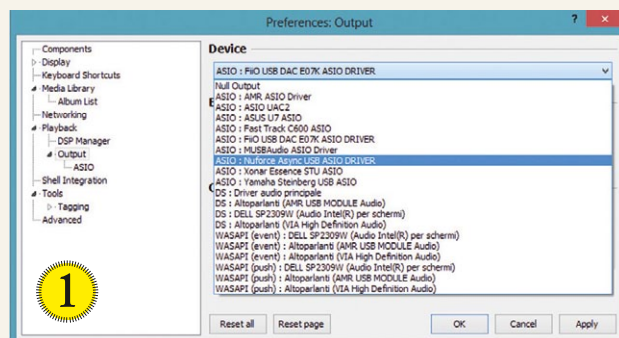 Preferences: Output
?
×
Components
Display
Keyboard Shortcuts
Media Library
Album List
Networking
Playback
DSP Manager
Output
ASIO
Shell Integration
Tools
Tagging
Advanced
Device
ASIO : FiiO USB DAC E07K ASIO DRIVER
Null Output
ASIO : AMR ASIO Driver
ASIO : ASIO UAC2
ASIO : ASUS U7 ASIO
ASIO : Fast Track C600 ASIO
ASIO : FiiO USB DAC E07K ASIO DRIVER
ASIO : MUSBAudio ASIO Driver
ASIO : Nuforce Async USB ASIO DRIVER
ASIO : Xonar Essence STU ASIO
ASIO : Yamaha Steinberg USB ASIO
DS : Driver audio principale
DS : Altoparlanti (AMR USB MODULE Audio)
DS : DELL SP2309W (Audio Intel(R) per schermi)
DS : Altoparlanti (VIA High Definition Audio)
WASAPI (event) : DELL SP2309W (Audio Intel(R) per schermi)
WASAPI (event) : Altoparlanti (AMR USB MODULE Audio)
WASAPI (event) : Altoparlanti (VIA High Definition Audio)
WASAPI (push) : DELL SP2309W (Audio Intel(R) per schermi)
WASAPI (push) : Altoparlanti (AMR USB MODULE Audio)
WASAPI (push) : Altoparlanti (VIA High Definition Audio)
1
Reset all
Reset page
OK
Cancel
Apply